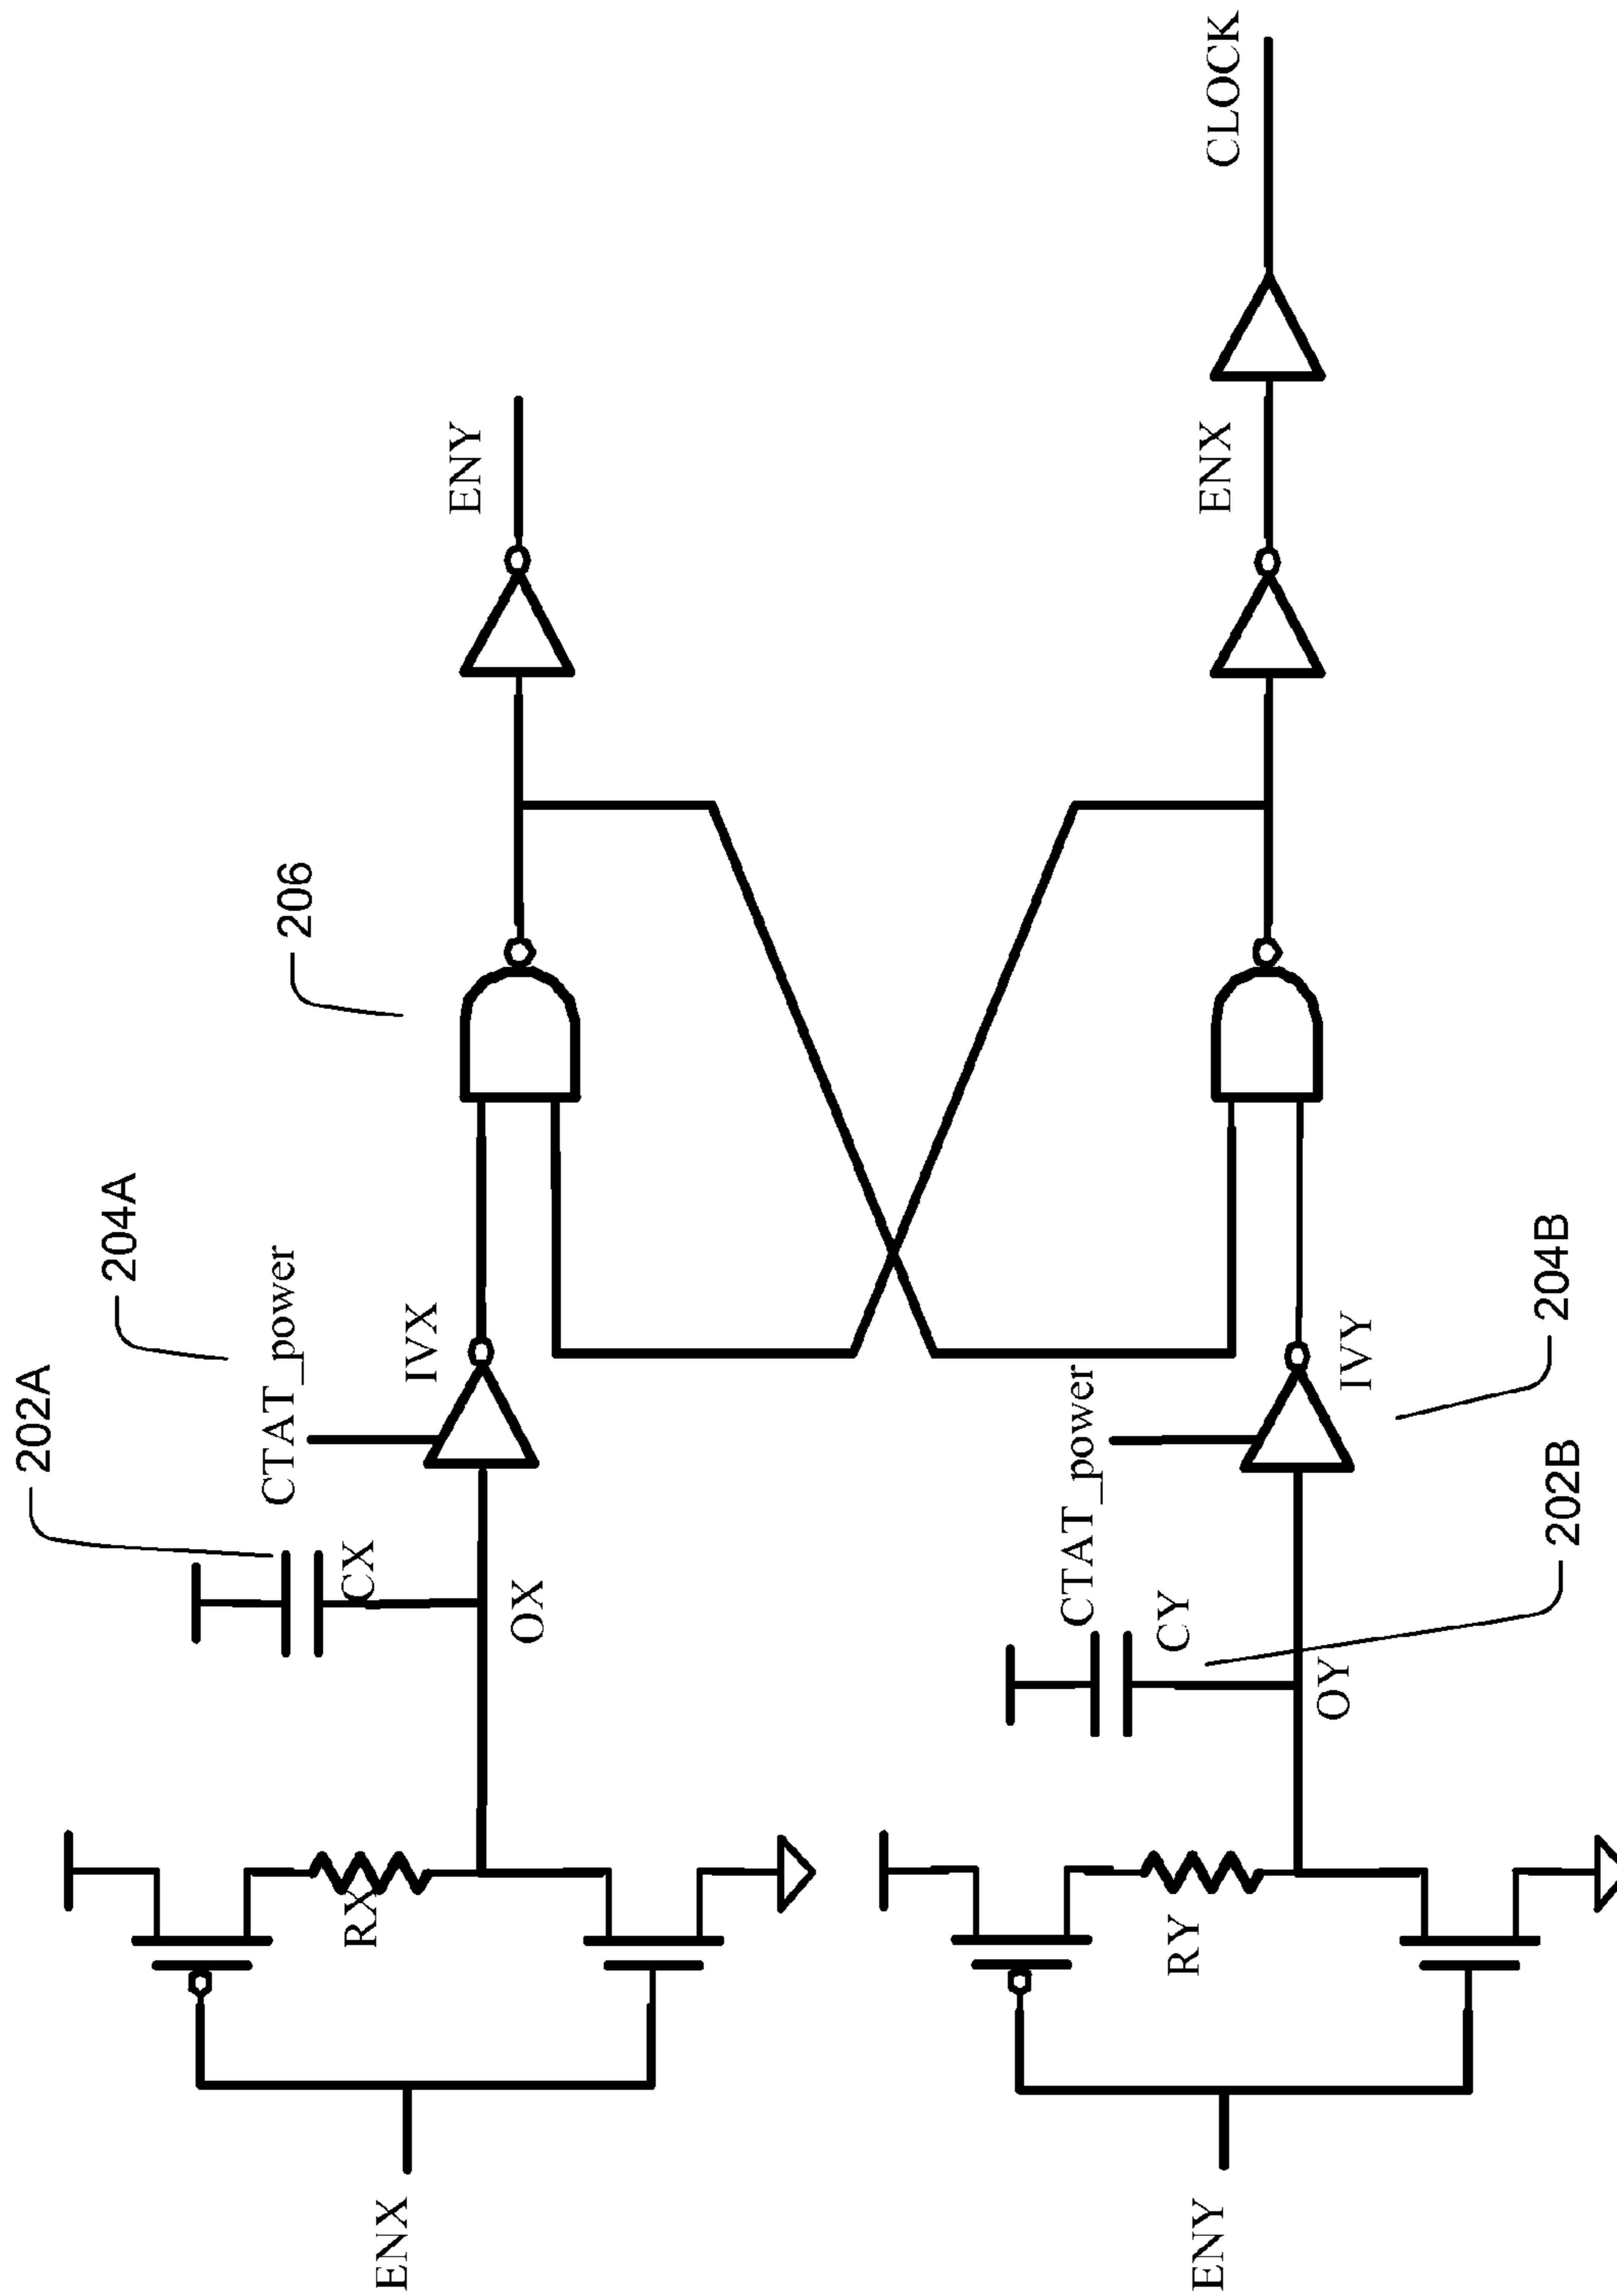 202A
204A
206
CTAT_power
ENY
IVX
CX
OX
RX
ENX
CLOCK
CTAT_power
ENX
CY
IVY
OY
RY
ENY
204B
202B